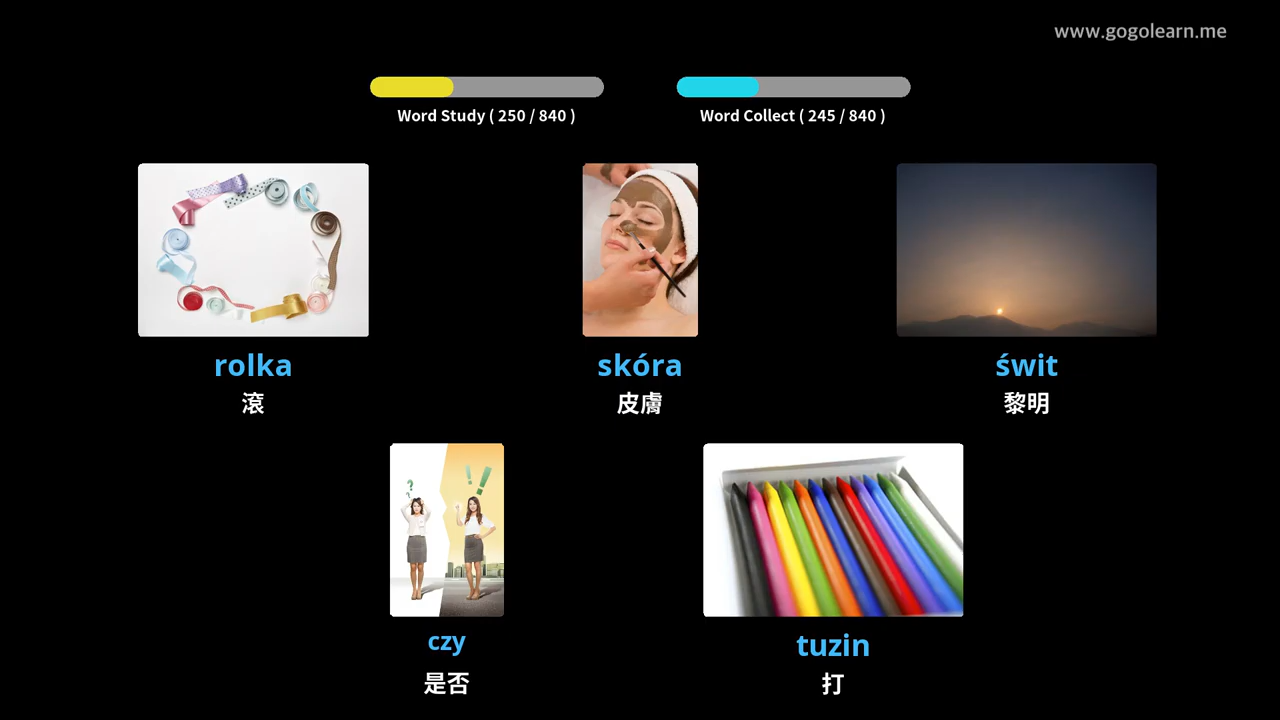 www.gogolearn.me
Word Study ( 250 / 840 )
Word Collect ( 245 / 840 )
rolka
滾
skóra
皮膚
świt
黎明
czy
是否
tuzin
打